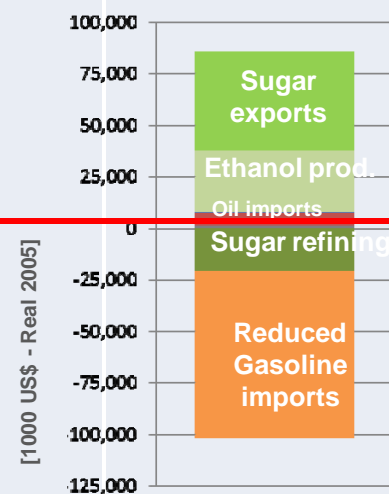 100,000
75,000
50,000
25,000
0
-25,000
-50,000
-75,000
-100,000
-125,000
[1000 US$ - Real 2005]
Sugar
exports
Ethanol prod.
Oil imports
Sugar refining
Reduced
Gasoline
imports